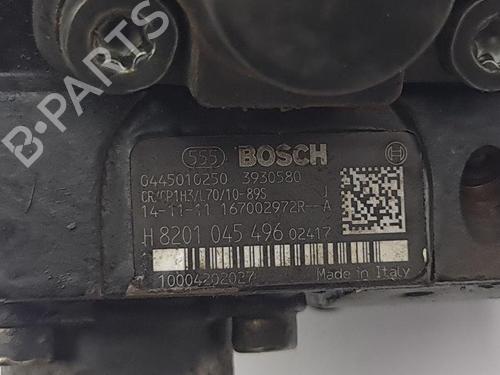 B-PARTS
555 BOSCH
0445010250 3930580
CR/CP1H3/L70/10-89S J
14-11-11 167002972R--A
H 8201 045 496 02417
10004202027 Made in Italy